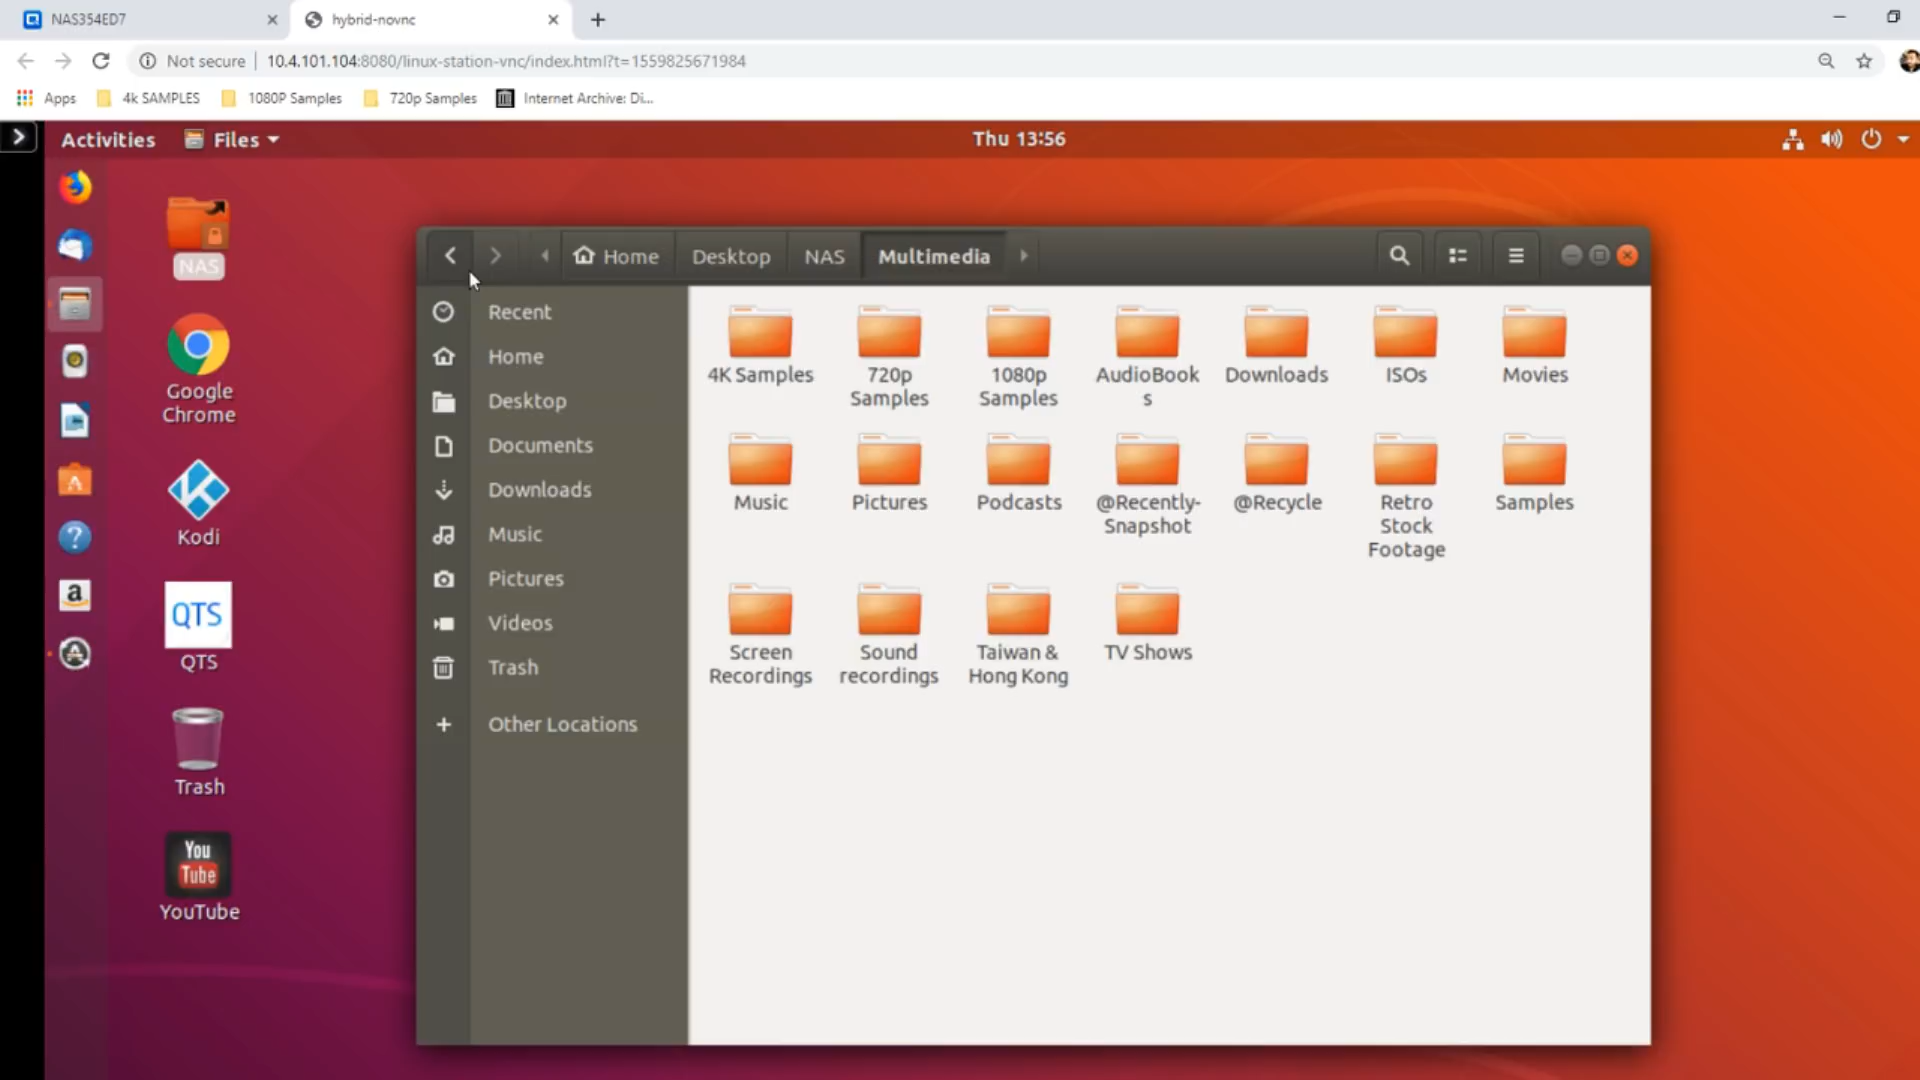 NAS354ED7
hybrid-novnc
Not secure
10.4.101.104:8080/linux-station-vnc/index.html?t=1559825671984
Apps
4k SAMPLES
1080P Samples
720p Samples
Internet Archive: Di...
Activities
Files
Thu 13:56
NAS
Google
Chrome
Kodi
QTS
QTS
Trash
You
Tube
YouTube
a
Home
Desktop
NAS
Multimedia
Recent
Home
Desktop
Documents
Downloads
Music
Pictures
Videos
Trash
Other Locations
4K Samples
720p
Samples
1080p
Samples
AudioBook
s
Downloads
ISOs
Movies
Music
Pictures
Podcasts
@Recently-
Snapshot
@Recycle
Retro
Stock
Footage
Samples
Screen
Recordings
Sound
recordings
Taiwan &
Hong Kong
TV Shows